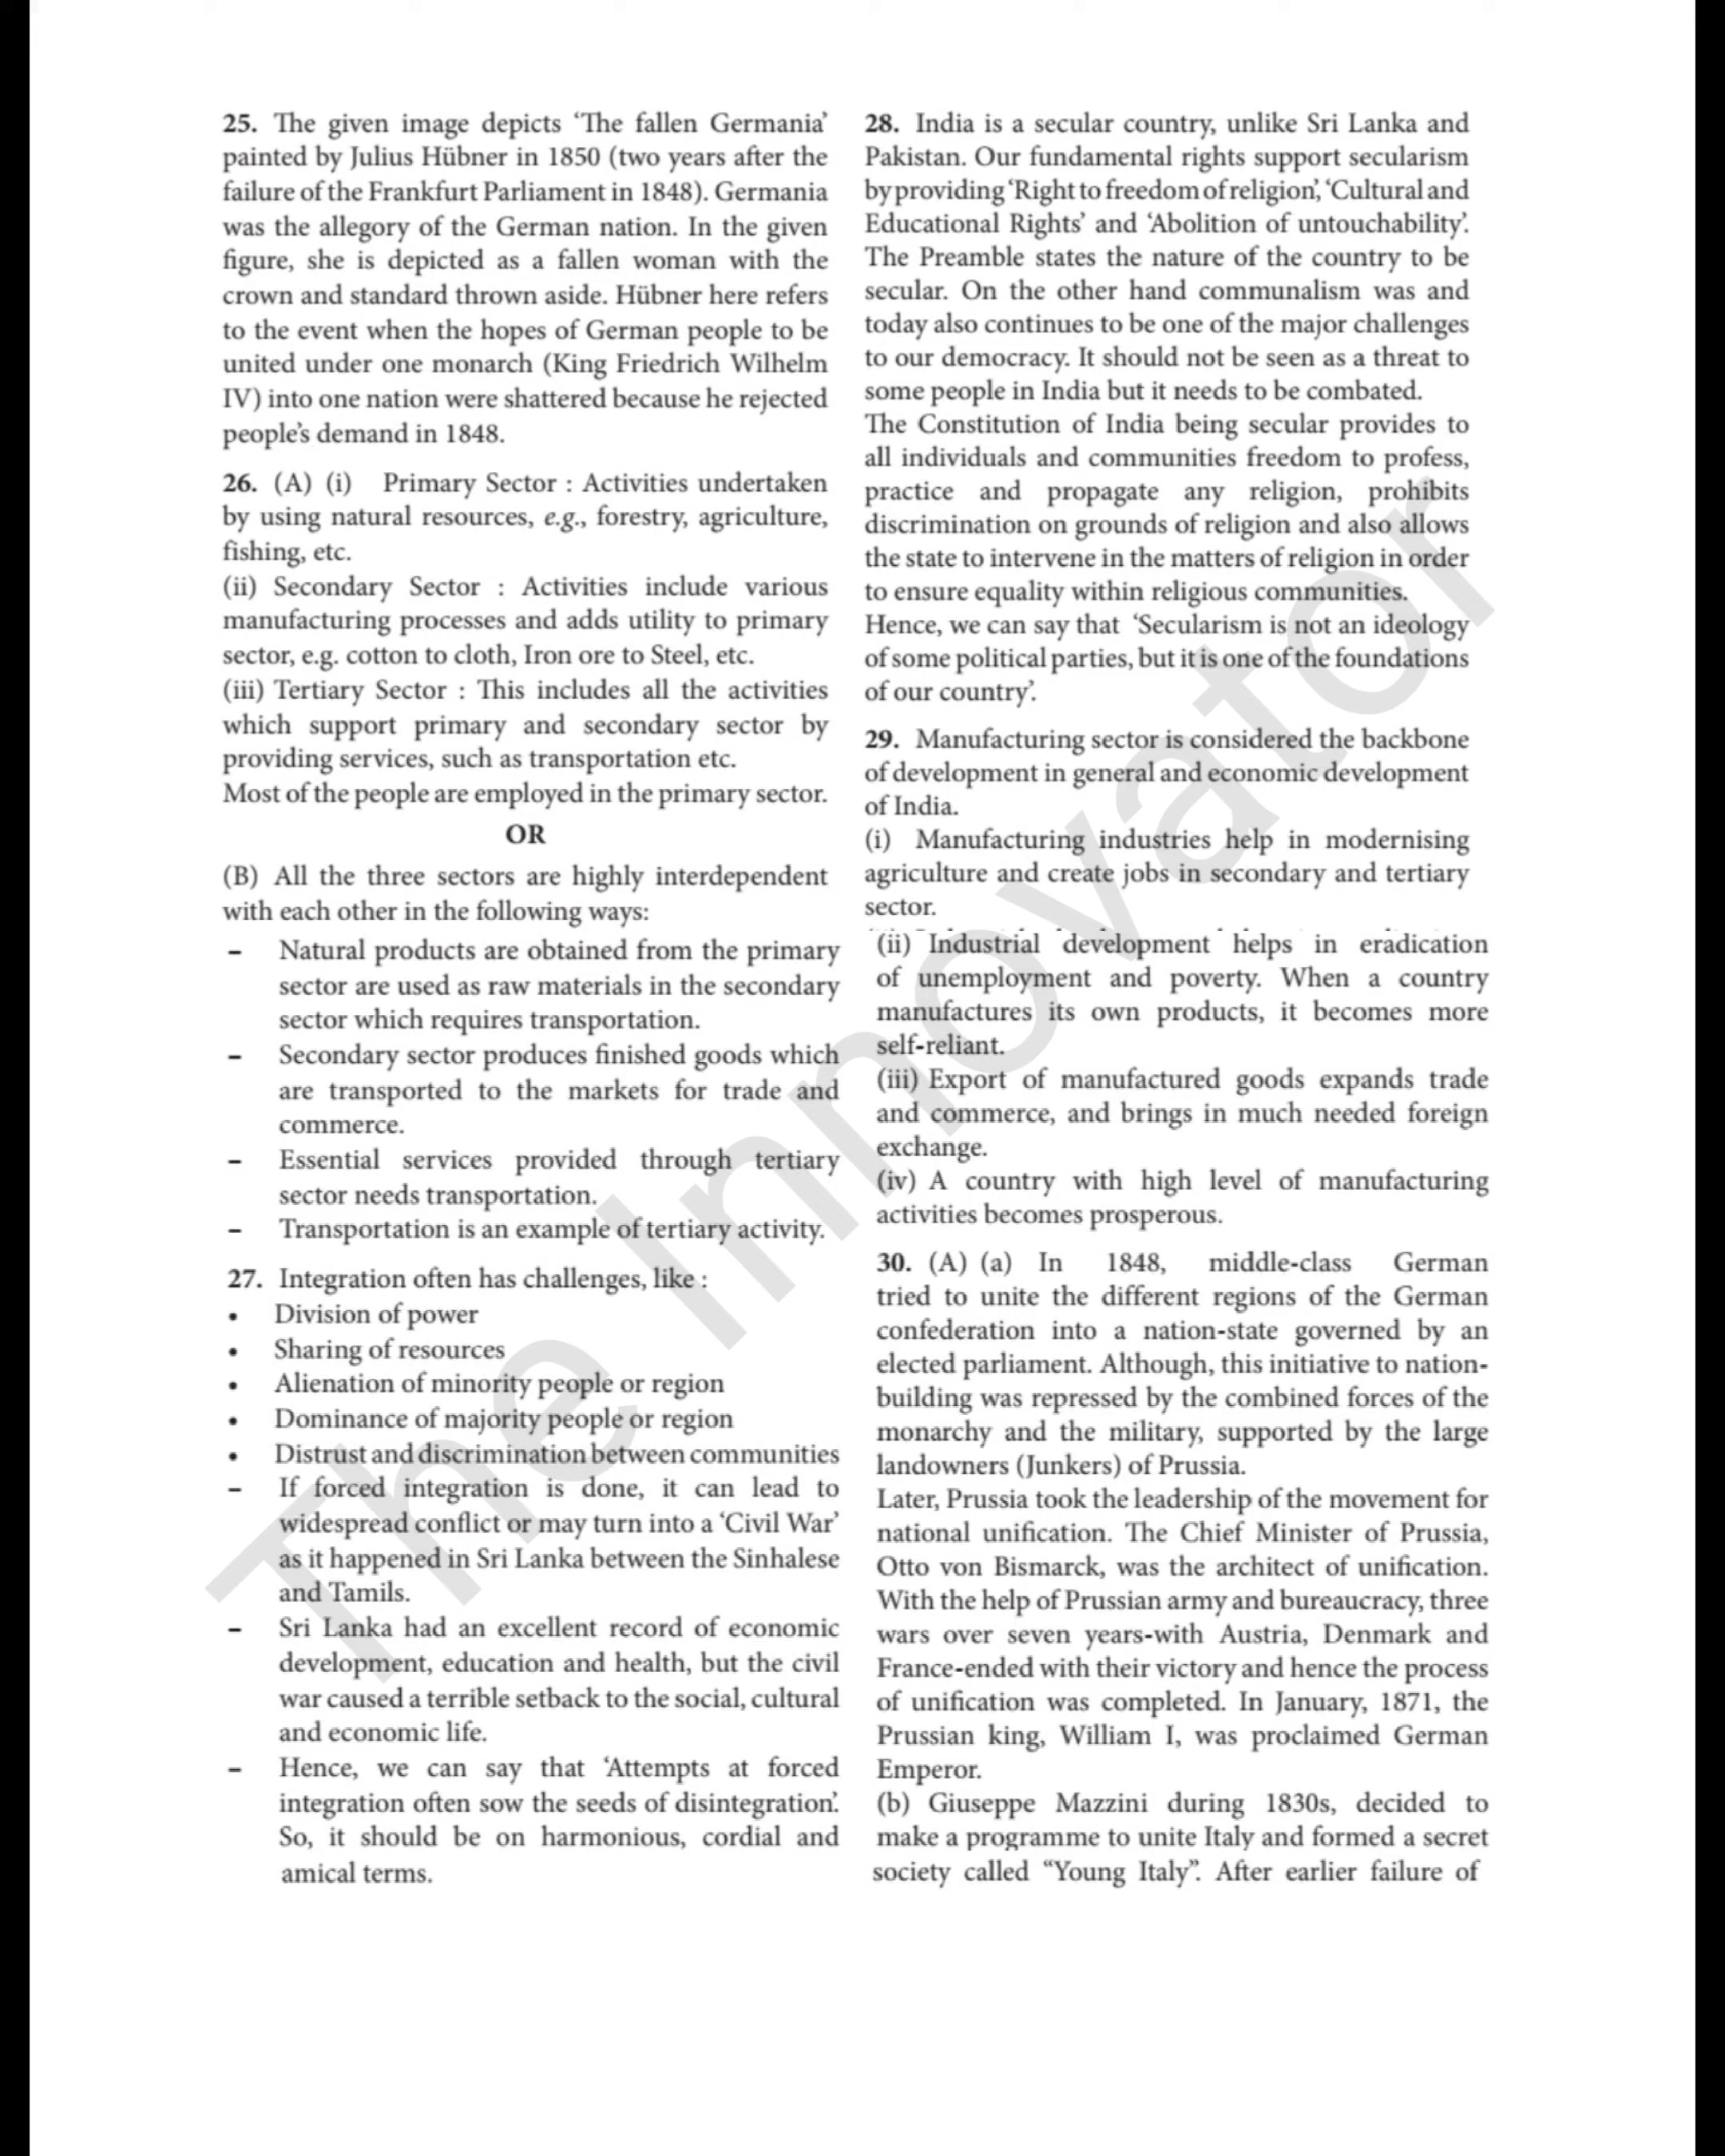 25. The given image depicts ‘The fallen Germania’
painted by Julius Hübner in 1850 (two years after the
failure of the Frankfurt Parliament in 1848). Germania
was the allegory of the German nation. In the given
figure, she is depicted as a fallen woman with the
crown and standard thrown aside. Hübner here refers
to the event when the hopes of German people to be
united under one monarch (King Friedrich Wilhelm
IV) into one nation were shattered because he rejected
people’s demand in 1848.
26. (A) (i) Primary Sector : Activities undertaken
by using natural resources, e.g., forestry, agriculture,
fishing, etc.
(ii) Secondary Sector : Activities include various
manufacturing processes and adds utility to primary
sector, e.g. cotton to cloth, Iron ore to Steel, etc.
(iii) Tertiary Sector : This includes all the activities
which support primary and secondary sector by
providing services, such as transportation etc.
Most of the people are employed in the primary sector.
OR
(B) All the three sectors are highly interdependent
with each other in the following ways:
– Natural products are obtained from the primary
sector are used as raw materials in the secondary
sector which requires transportation.
– Secondary sector produces finished goods which
are transported to the markets for trade and
commerce.
– Essential services provided through tertiary
sector needs transportation.
– Transportation is an example of tertiary activity.
27. Integration often has challenges, like :
• Division of power
• Sharing of resources
• Alienation of minority people or region
• Dominance of majority people or region
• Distrust and discrimination between communities
– If forced integration is done, it can lead to
widespread conflict or may turn into a ‘Civil War’
as it happened in Sri Lanka between the Sinhalese
and Tamils.
– Sri Lanka had an excellent record of economic
development, education and health, but the civil
war caused a terrible setback to the social, cultural
and economic life.
– Hence, we can say that ‘Attempts at forced
integration often sow the seeds of disintegration’.
So, it should be on harmonious, cordial and
amical terms.
28. India is a secular country, unlike Sri Lanka and
Pakistan. Our fundamental rights support secularism
by providing ‘Right to freedom of religion’, ‘Cultural and
Educational Rights’ and ‘Abolition of untouchability’.
The Preamble states the nature of the country to be
secular. On the other hand communalism was and
today also continues to be one of the major challenges
to our democracy. It should not be seen as a threat to
some people in India but it needs to be combated.
The Constitution of India being secular provides to
all individuals and communities freedom to profess,
practice and propagate any religion, prohibits
discrimination on grounds of religion and also allows
the state to intervene in the matters of religion in order
to ensure equality within religious communities.
Hence, we can say that ‘Secularism is not an ideology
of some political parties, but it is one of the foundations
of our country’.
29. Manufacturing sector is considered the backbone
of development in general and economic development
of India.
(i) Manufacturing industries help in modernising
agriculture and create jobs in secondary and tertiary
sector.
(ii) Industrial development helps in eradication
of unemployment and poverty. When a country
manufactures its own products, it becomes more
self-reliant.
(iii) Export of manufactured goods expands trade
and commerce, and brings in much needed foreign
exchange.
(iv) A country with high level of manufacturing
activities becomes prosperous.
30. (A) (a) In 1848, middle-class German
tried to unite the different regions of the German
confederation into a nation-state governed by an
elected parliament. Although, this initiative to nation-
building was repressed by the combined forces of the
monarchy and the military, supported by the large
landowners (Junkers) of Prussia.
Later, Prussia took the leadership of the movement for
national unification. The Chief Minister of Prussia,
Otto von Bismarck, was the architect of unification.
With the help of Prussian army and bureaucracy, three
wars over seven years-with Austria, Denmark and
France-ended with their victory and hence the process
of unification was completed. In January, 1871, the
Prussian king, William I, was proclaimed German
Emperor.
(b) Giuseppe Mazzini during 1830s, decided to
make a programme to unite Italy and formed a secret
society called “Young Italy”. After earlier failure of
The Innovator